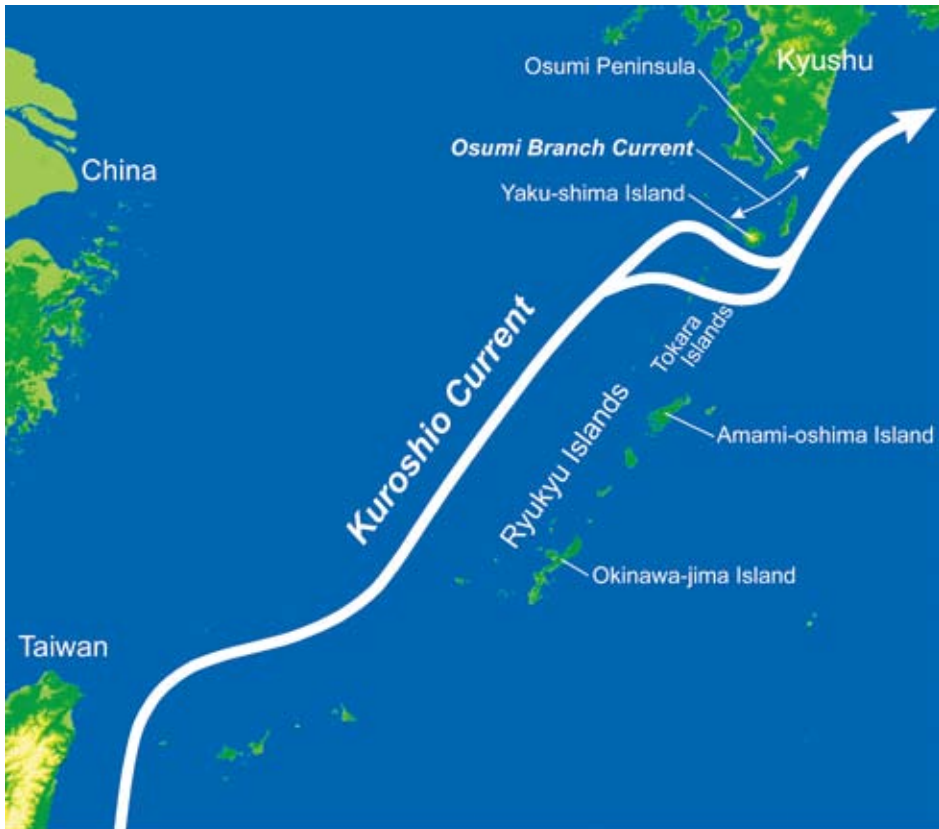 Kyushu
Osumi Peninsula
Osumi Branch Current
China
Yaku-shima Island
Kuroshio Current
Tokara
Islands
Ryukyu Islands
Amami-oshima Island
Okinawa-jima Island
Taiwan